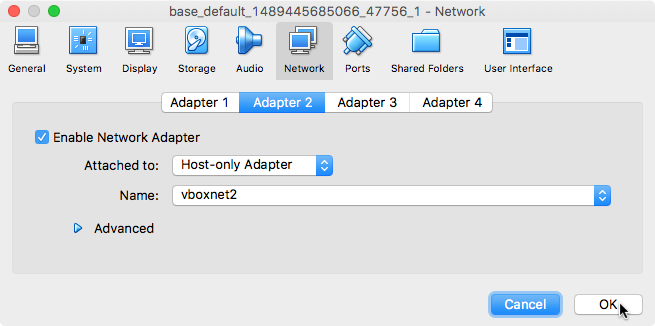 base_default_1489445685066_47756_1 - Network
General System Display Storage Audio Network Ports Shared Folders User Interface
Adapter 1 Adapter 2 Adapter 3 Adapter 4
Enable Network Adapter
Attached to: Host-only Adapter
Name: vboxnet2
Advanced
Cancel OK